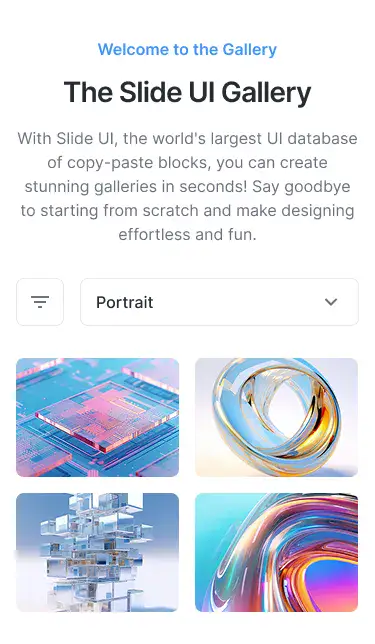 Welcome to the Gallery
The Slide UI Gallery
With Slide UI, the world's largest UI database
of copy-paste blocks, you can create
stunning galleries in seconds! Say goodbye
to starting from scratch and make designing
effortless and fun.
Portrait